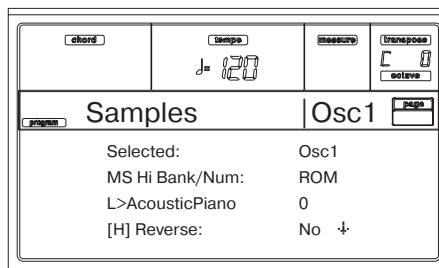 chord tempo measure transpose
♩= 120 C 0
octave
program Samples Osc1 page
Selected: Osc1
MS Hi Bank/Num: ROM
L>AcousticPiano 0
[H] Reverse: No